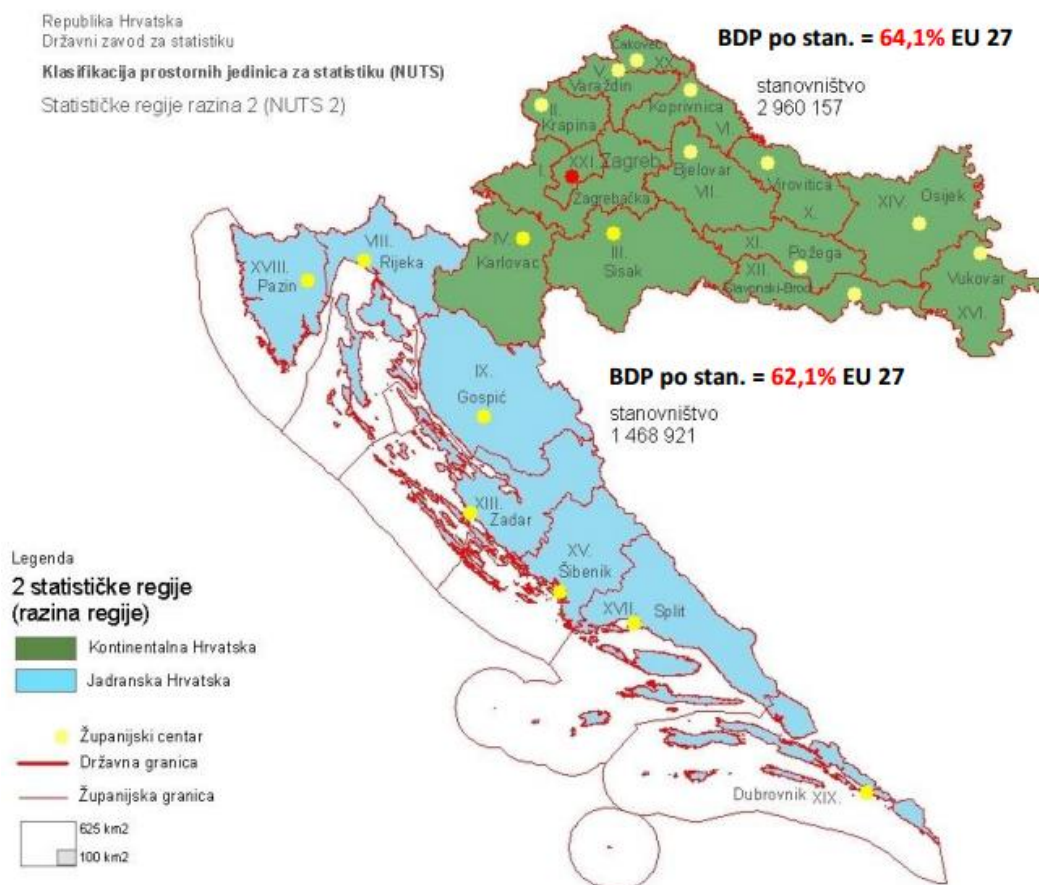 Republika Hrvatska
Državni zavod za statistiku
Klasifikacija prostornih jedinica za statistiku (NUTS)
Statističke regije razina 2 (NUTS 2)
BDP po stan. = 64,1% EU 27
stanovništvo
2 960 157
Čakovec
XX.
V.
Varaždin
Koprivnica
VI.
II.
Krapina
I.
XXI. Zagreb
Zagrebačka
Bjelovar
VII.
Virovitica
X.
XIV.
Osijek
IV.
Karlovac
III.
Sisak
XI.
Požega
XII.
Slavonski-Brod
Vukovar
XVI.
VIII.
Rijeka
XVIII.
Pazin
BDP po stan. = 62,1% EU 27
stanovništvo
1 468 921
IX.
Gospić
XIII.
Zadar
XV.
Šibenik
XVII.
Split
Dubrovnik XIX.
Legenda
2 statističke regije
(razina regije)
Kontinentalna Hrvatska
Jadranska Hrvatska
Županijski centar
Državna granica
Županijska granica
625 km2
100 km2